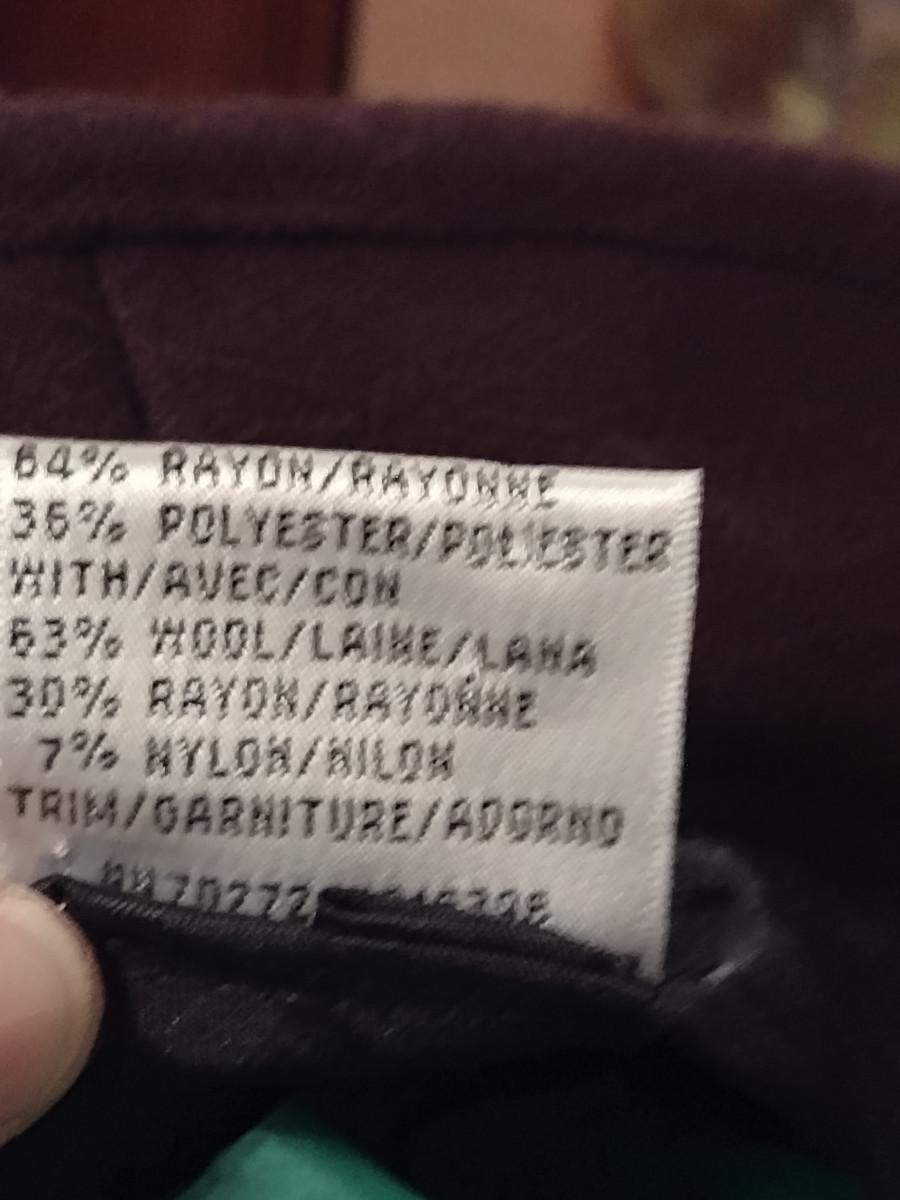 64% RAYON/RAYONNE
36% POLYESTER/POLIESTER
WITH/AVEC/CON
63% WOOL/LAINE/LANA
30% RAYON/RAYONNE
7% NYLON/NILON
TRIM/GARNITURE/ADORNO